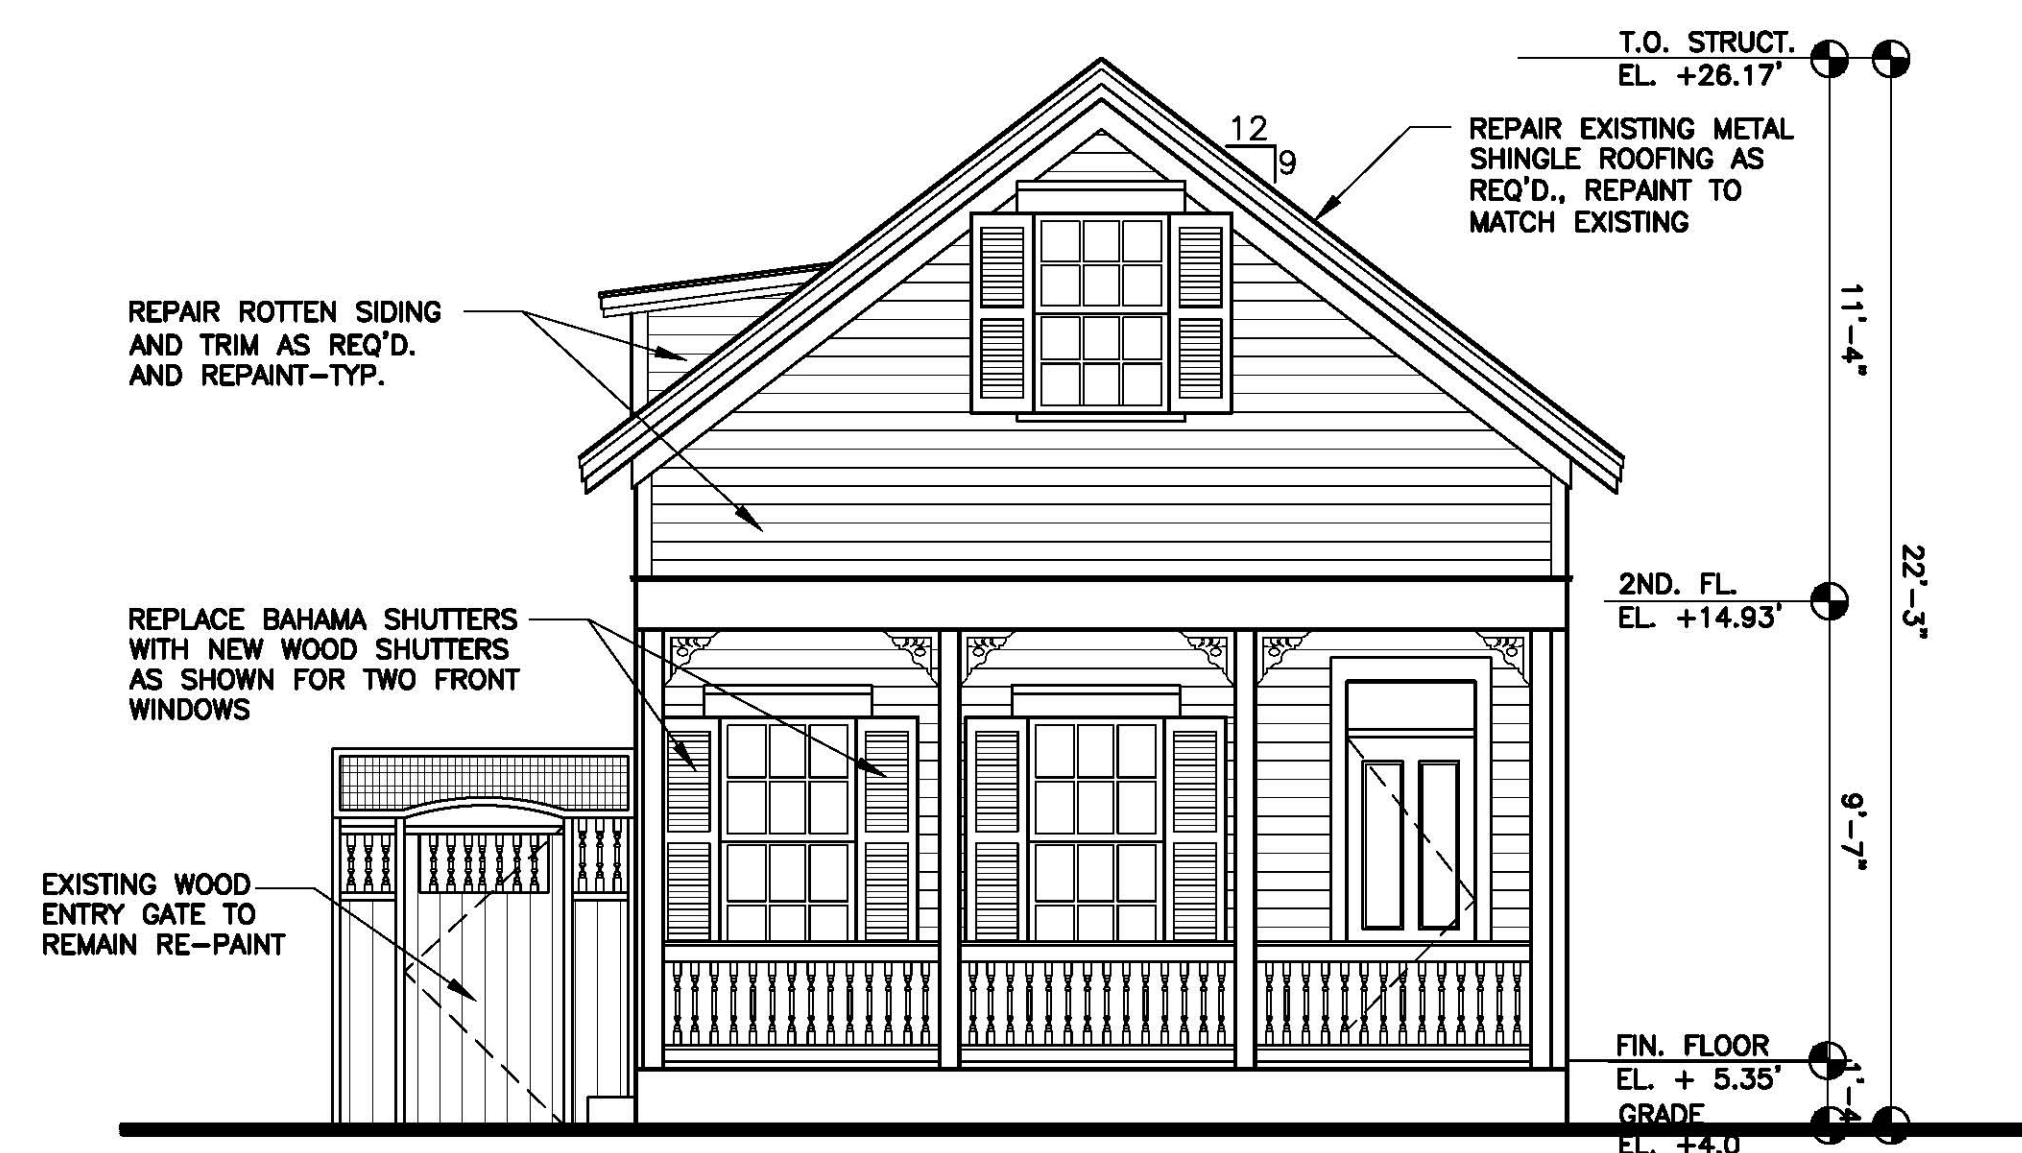 T.O. STRUCT.
EL. +26.17'
12
9
REPAIR EXISTING METAL
SHINGLE ROOFING AS
REQ'D., REPAINT TO
MATCH EXISTING
11'-4"
REPAIR ROTTEN SIDING
AND TRIM AS REQ'D.
AND REPAINT-TYP.
22'-3"
2ND. FL.
EL. +14.93'
REPLACE BAHAMA SHUTTERS
WITH NEW WOOD SHUTTERS
AS SHOWN FOR TWO FRONT
WINDOWS
9'-7"
EXISTING WOOD
ENTRY GATE TO
REMAIN RE-PAINT
FIN. FLOOR
EL. + 5.35'
1'-4
GRADE
EL. +4.0